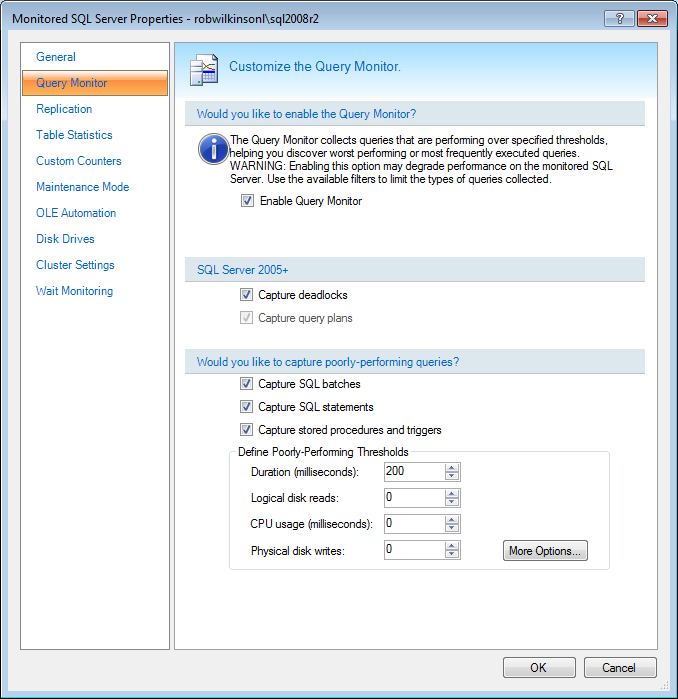 Monitored SQL Server Properties - robwilkinsonl\sql2008r2
General
Query Monitor
Replication
Table Statistics
Custom Counters
Maintenance Mode
OLE Automation
Disk Drives
Cluster Settings
Wait Monitoring
Customize the Query Monitor.
Would you like to enable the Query Monitor?
The Query Monitor collects queries that are performing over specified thresholds,
helping you discover worst performing or most frequently executed queries.
WARNING: Enabling this option may degrade performance on the monitored SQL
Server. Use the available filters to limit the types of queries collected.
Enable Query Monitor
SQL Server 2005+
Capture deadlocks
Capture query plans
Would you like to capture poorly-performing queries?
Capture SQL batches
Capture SQL statements
Capture stored procedures and triggers
Define Poorly-Performing Thresholds
Duration (milliseconds): 200
Logical disk reads: 0
CPU usage (milliseconds): 0
Physical disk writes: 0
More Options...
OK Cancel